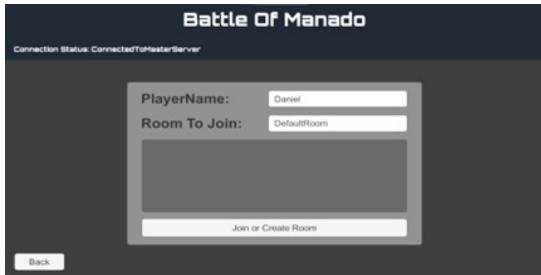 Battle Of Manado
Connection Status: ConnectedToMasterServer
PlayerName: Daniel
Room To Join: DefaultRoom
Join or Create Room
Back